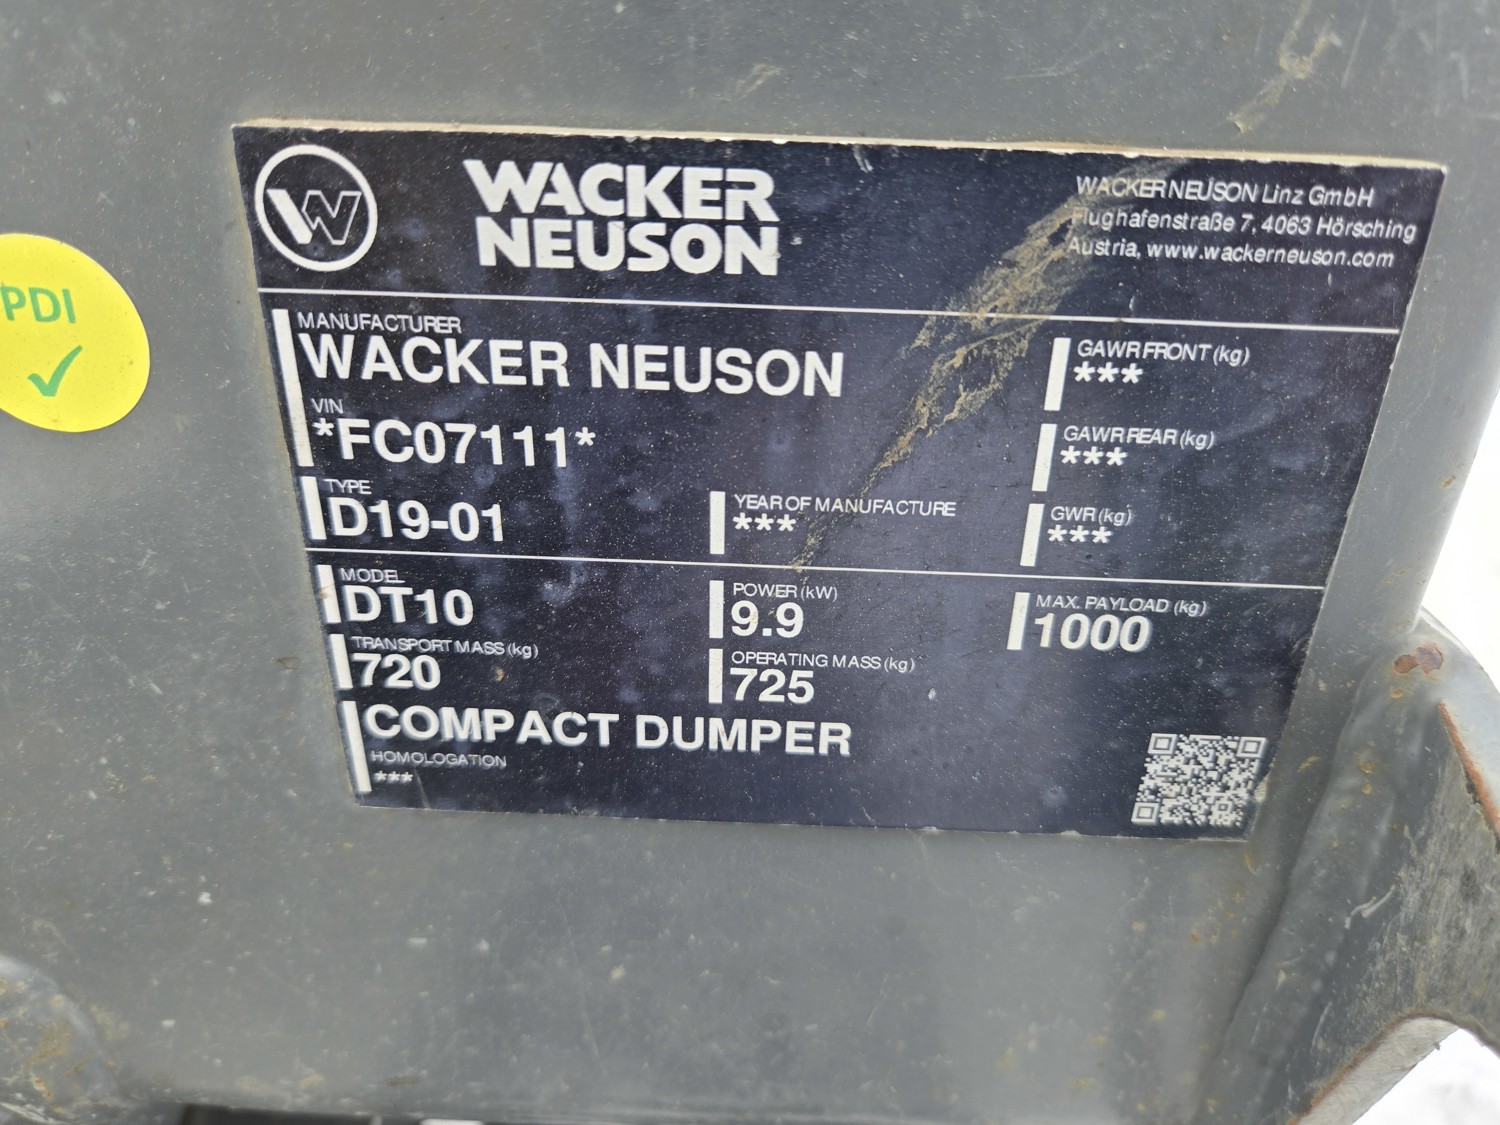 WACKER
NEUSON
WACKER NEUSON Linz GmbH
Flughafenstraße 7, 4063 Hörsching
Austria, www.wackerneuson.com
PDI
MANUFACTURER
WACKER NEUSON
VIN
*FC07111*
TYPE
D19-01
YEAR OF MANUFACTURE
***
GAWR FRONT (kg)
***
GAWR REAR (kg)
***
GWR (kg)
***
MODEL
DT10
POWER (kW)
9.9
MAX. PAYLOAD (kg)
1000
TRANSPORT MASS (kg)
720
OPERATING MASS (kg)
725
COMPACT DUMPER
HOMOLOGATION
***